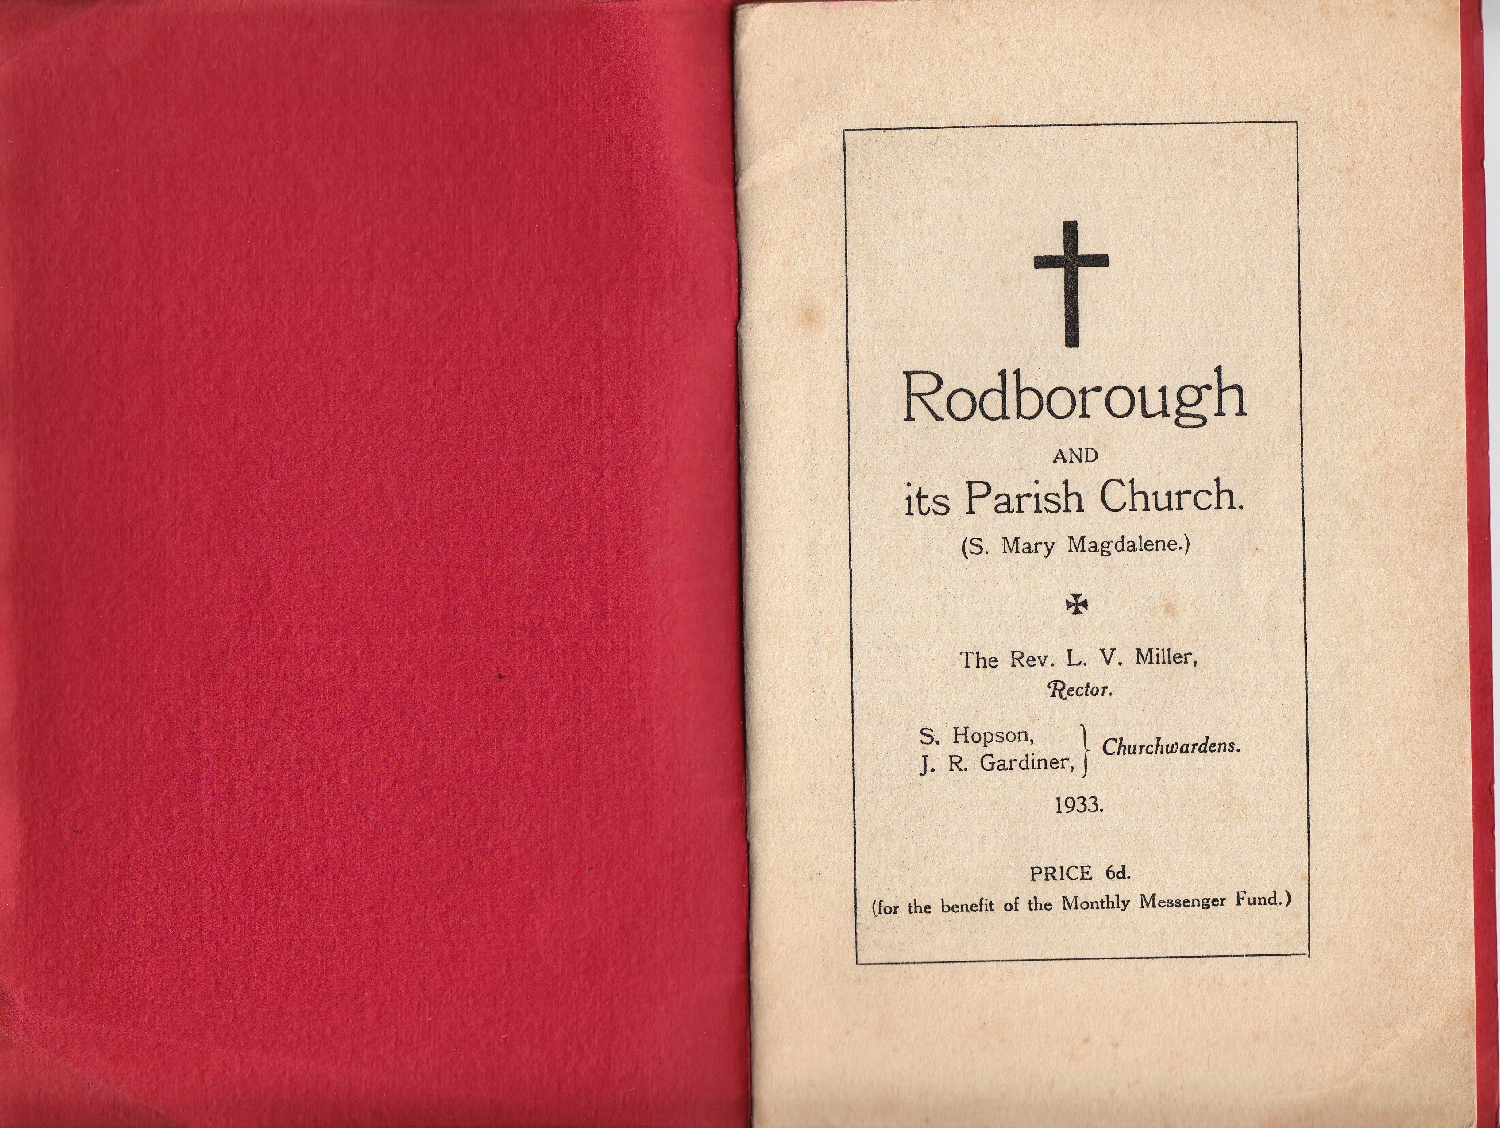 Rodborough
AND
its Parish Church.
(S. Mary Magdalene.)
The Rev. L. V. Miller,
Rector.
S. Hopson,
J. R. Gardiner, } Churchwardens.
1933.
PRICE 6d.
(for the benefit of the Monthly Messenger Fund.)